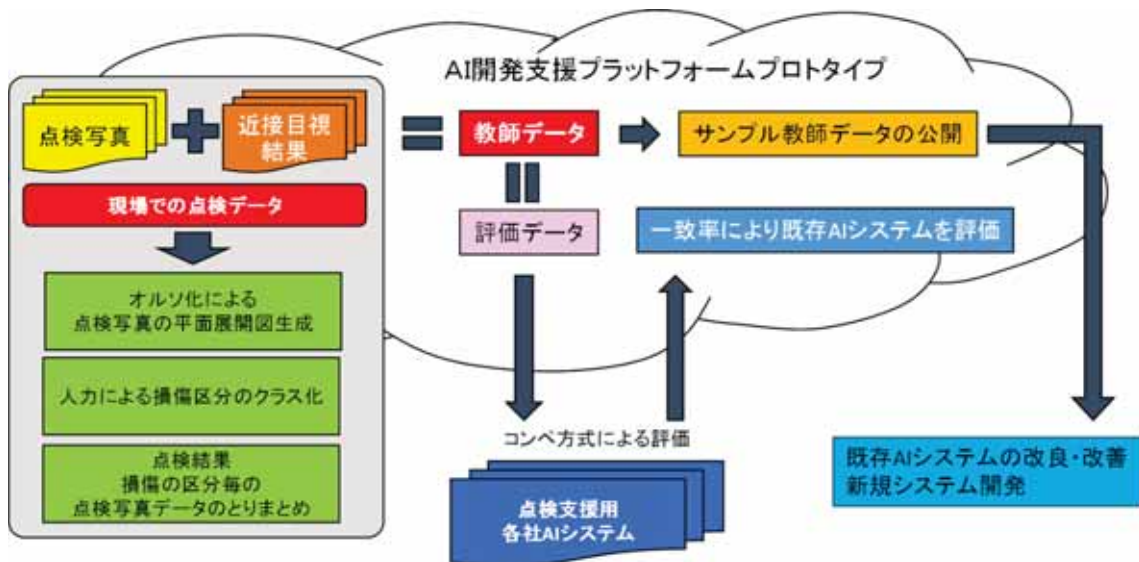 AI開発支援プラットフォームプロトタイプ
点検写真
近接目視
結果
教師データ
サンプル教師データの公開
現場での点検データ
評価データ
一致率により既存AIシステムを評価
オルソ化による
点検写真の平面展開図生成
人力による損傷区分のクラス化
点検結果
損傷の区分毎の
点検写真データのとりまとめ
コンペ方式による評価
点検支援用
各社AIシステム
既存AIシステムの改良・改善
新規システム開発